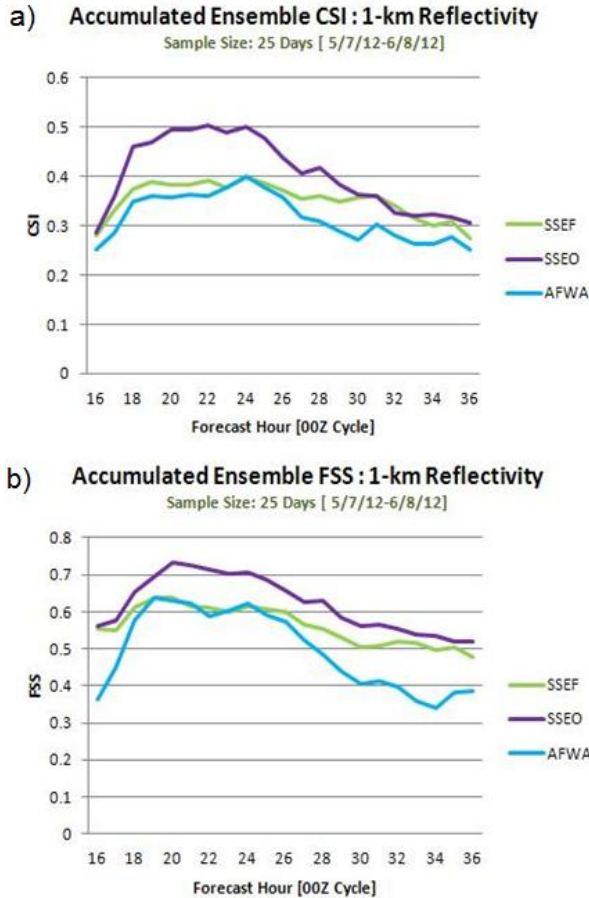 a) Accumulated Ensemble CSI : 1-km Reflectivity
Sample Size: 25 Days [ 5/7/12-6/8/12]
0.6
0.5
0.4
0.3
0.2
0.1
0
CSI
16 18 20 22 24 26 28 30 32 34 36
Forecast Hour [00Z Cycle]
SSEF
SSEO
AFWA
b) Accumulated Ensemble FSS: 1-km Reflectivity
Sample Size: 25 Days [ 5/7/12-6/8/12]
0.8
0.7
0.6
0.5
0.4
0.3
0.2
0.1
0
FSS
16 18 20 22 24 26 28 30 32 34 36
Forecast Hour [00Z Cycle]
SSEF
SSEO
AFWA